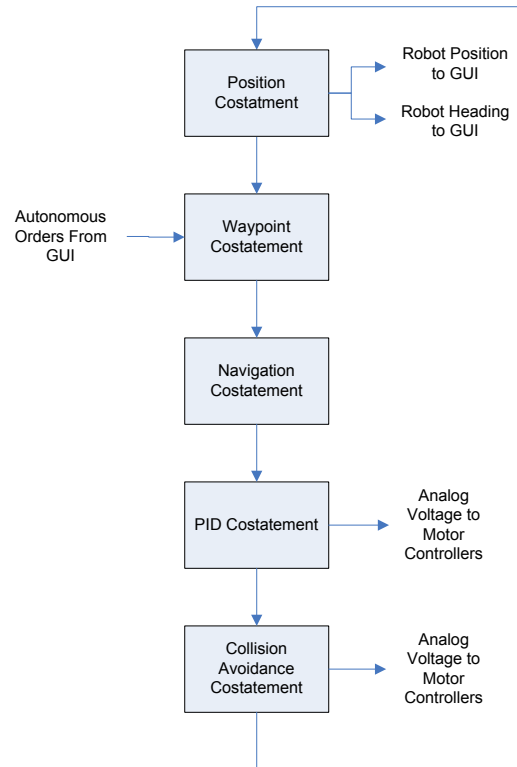 Position
Costatment
Robot Position
to GUI
Robot Heading
to GUI
Autonomous
Orders From
GUI
Waypoint
Costatement
Navigation
Costatement
PID Costatement
Analog
Voltage to
Motor
Controllers
Collision
Avoidance
Costatement
Analog
Voltage to
Motor
Controllers